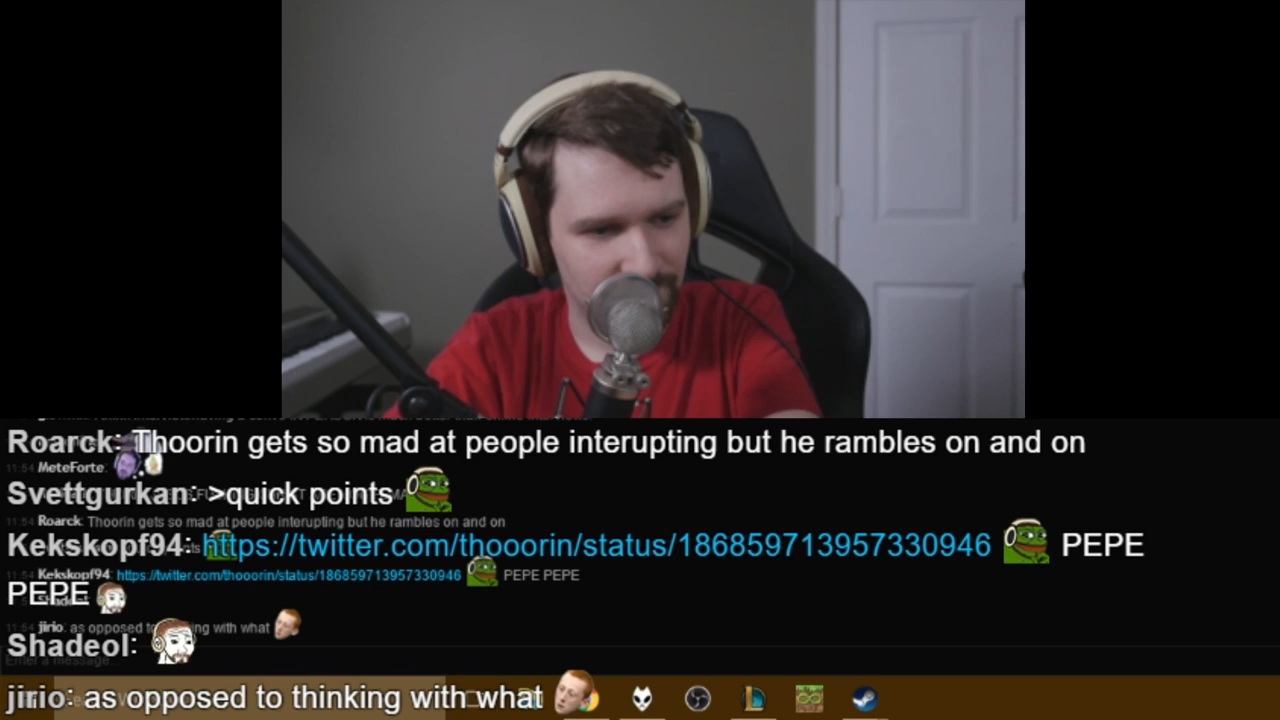 Roarck: Thoorin gets so mad at people interupting but he rambles on and on
MeteForte:
Svettgurkan: >quick points
Roarck: Thoorin gets so mad at people interupting but he rambles on and on
Kekskopf94: https://twitter.com/thooorin/status/186859713957330946 PEPE
Kekskopf94: https://twitter.com/thooorin/status/186859713957330946 PEPE PEPE
PEPE
jirio: as opposed to thinking with what
Shadeol:
Enter a message...
jirio: as opposed to thinking with what